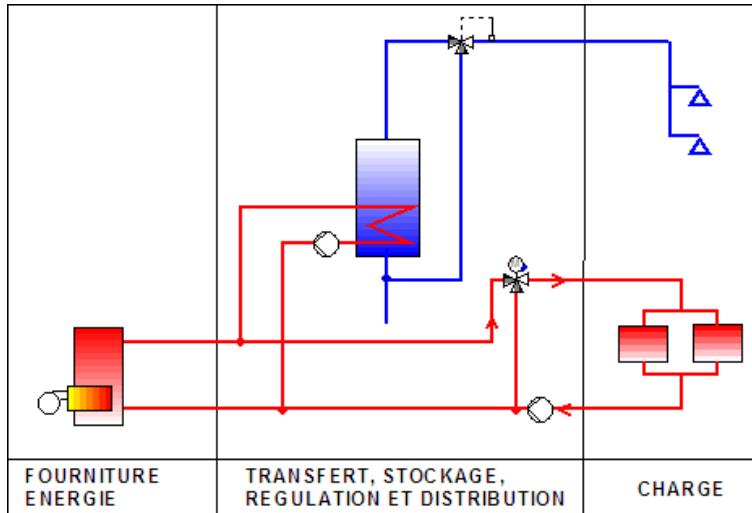 FOURNITURE
ENERGIE
TRANSFERT, STOCKAGE,
REGULATION ET DISTRIBUTION
CHARGE